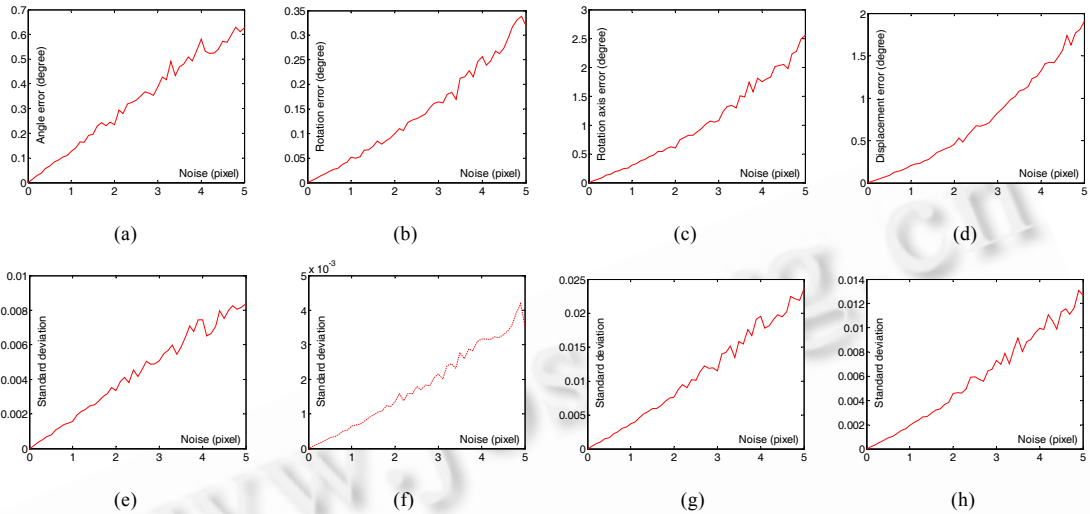 0.7
0.6
0.5
0.4
0.3
0.2
0.1
0
Angle error (degree)
Noise (pixel)
0 1 2 3 4 5
(a)
0.35
0.30
0.25
0.20
0.15
0.10
0.05
0
Rotation error (degree)
Noise (pixel)
0 1 2 3 4 5
(b)
3
2.5
2
1.5
1
0.5
0
Rotation axis error (degree)
Noise (pixel)
0 1 2 3 4 5
(c)
2
1.5
1
0.5
0
Displacement error (degree)
Noise (pixel)
0 1 2 3 4 5
(d)
0.01
0.008
0.006
0.004
0.002
0
Standard deviation
Noise (pixel)
0 1 2 3 4 5
(e)
5 × 10⁻³
4
3
2
1
0
Standard deviation
Noise (pixel)
0 1 2 3 4 5
(f)
0.025
0.02
0.015
0.01
0.005
0
Standard deviation
Noise (pixel)
0 1 2 3 4 5
(g)
0.014
0.012
0.01
0.008
0.006
0.004
0.002
0
Standard deviation
Noise (pixel)
0 1 2 3 4 5
(h)